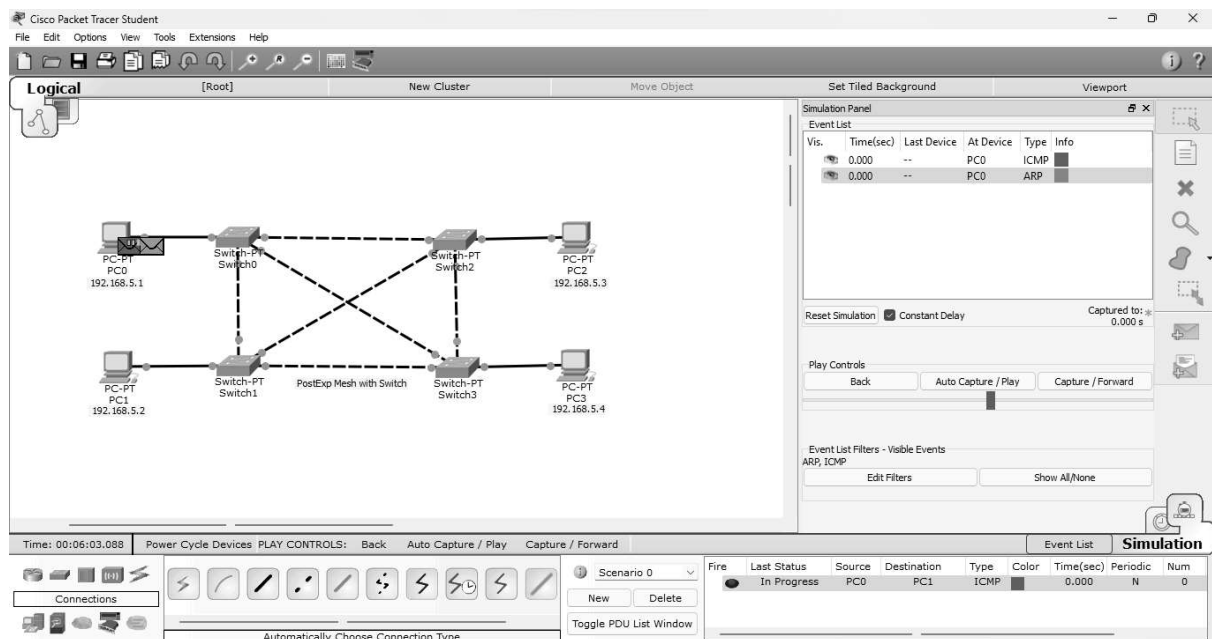 Cisco Packet Tracer Student
File Edit Options View Tools Extensions Help
Logical [Root] New Cluster Move Object Set Tiled Background Viewport
Simulation Panel
Event List
Vis. Time(sec) Last Device At Device Type Info
0.000 -- PC0 ICMP
0.000 -- PC0 ARP
PC-PT
PC0
192.168.5.1
Switch-PT
Switch0
Switch-PT
Switch2
PC-PT
PC2
192.168.5.3
Reset Simulation Constant Delay Captured to: *
0.000 s
Play Controls
Back Auto Capture / Play Capture / Forward
PC-PT
PC1
192.168.5.2
Switch-PT
Switch1
PostExp Mesh with Switch
Switch-PT
Switch3
PC-PT
PC3
192.168.5.4
Event List Filters - Visible Events
ARP, ICMP
Edit Filters Show All/None
Time: 00:06:03.088 Power Cycle Devices PLAY CONTROLS: Back Auto Capture / Play Capture / Forward Event List Simulation
Connections
Automatically Choose Connection Type
Scenario 0
New Delete
Toggle PDU List Window
Fire Last Status Source Destination Type Color Time(sec) Periodic Num
In Progress PC0 PC1 ICMP 0.000 N 0